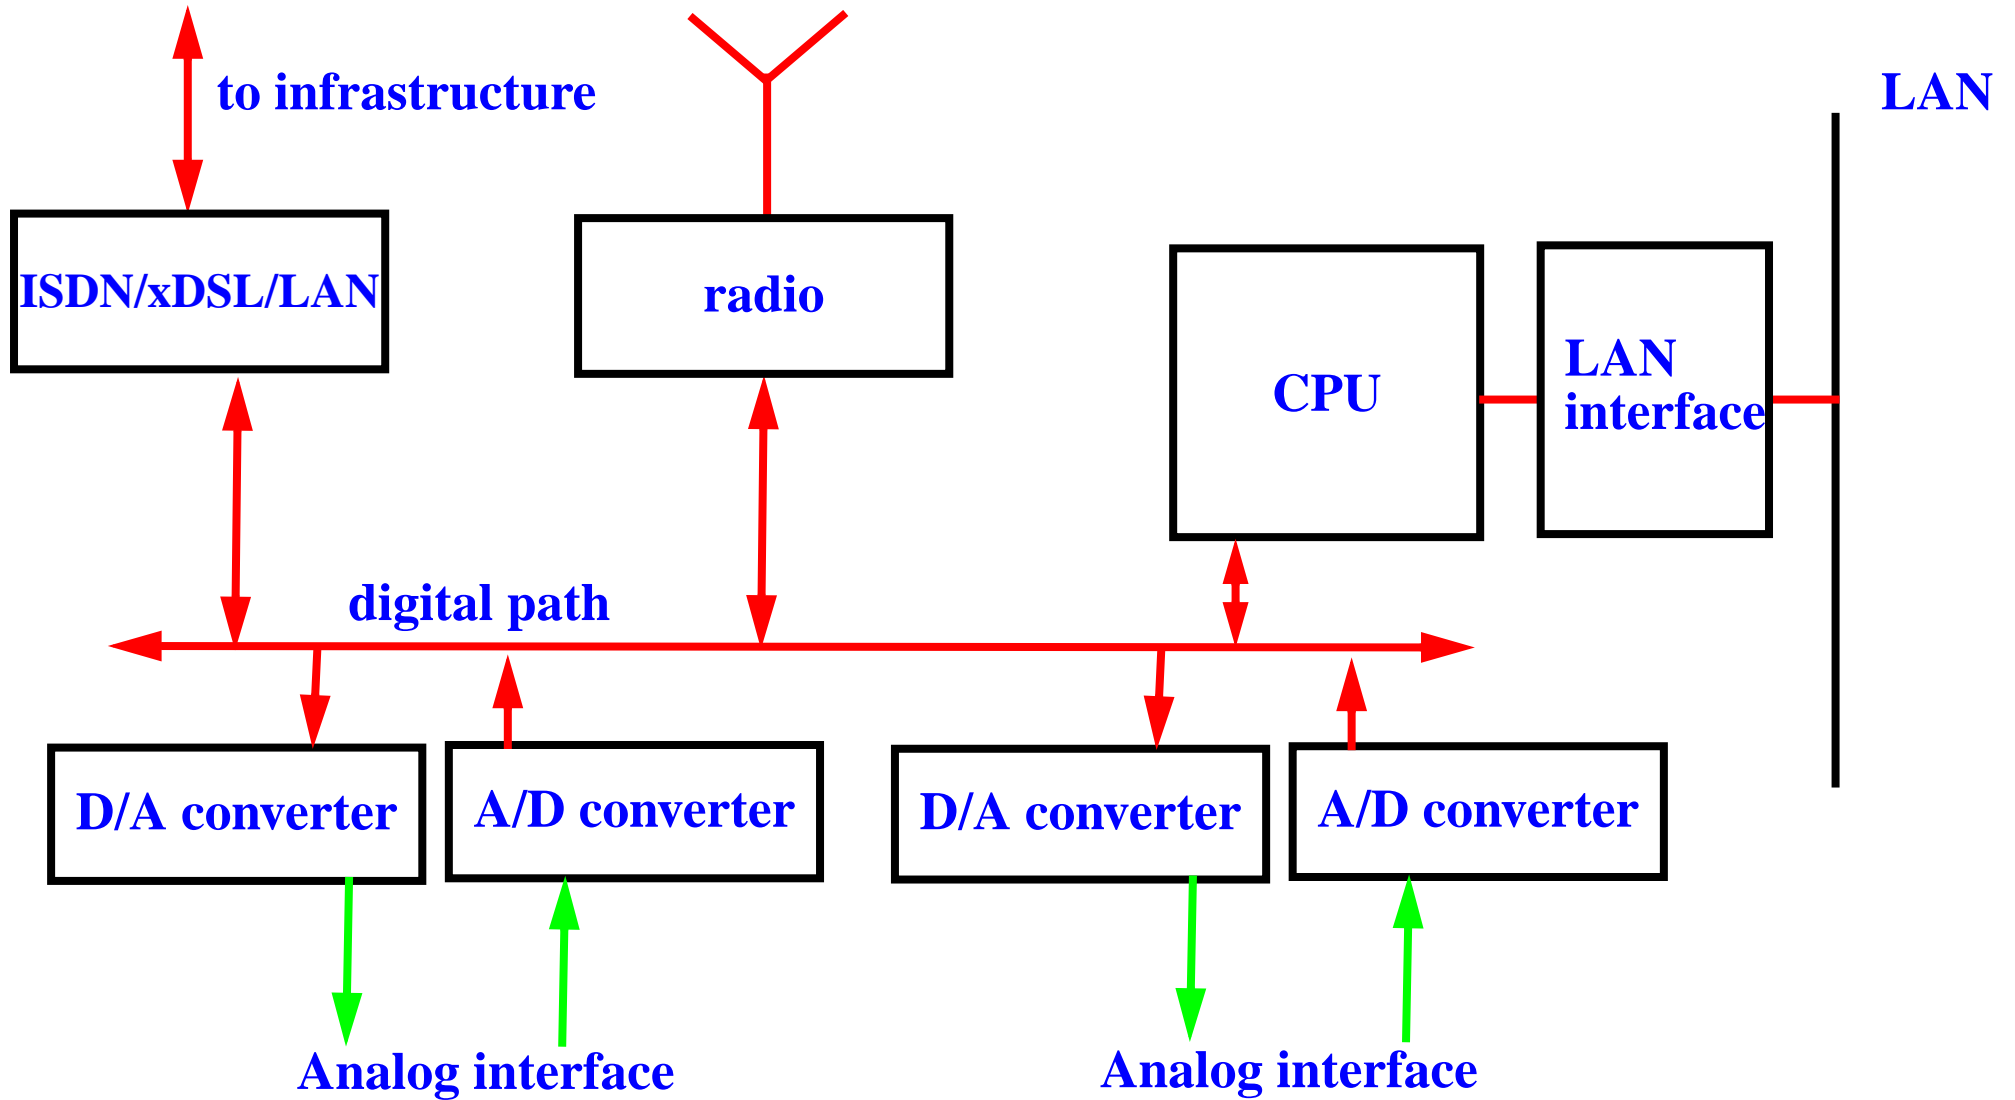 to infrastructure
LAN
ISDN/xDSL/LAN
radio
CPU
LAN
interface
digital path
D/A converter
A/D converter
D/A converter
A/D converter
Analog interface
Analog interface